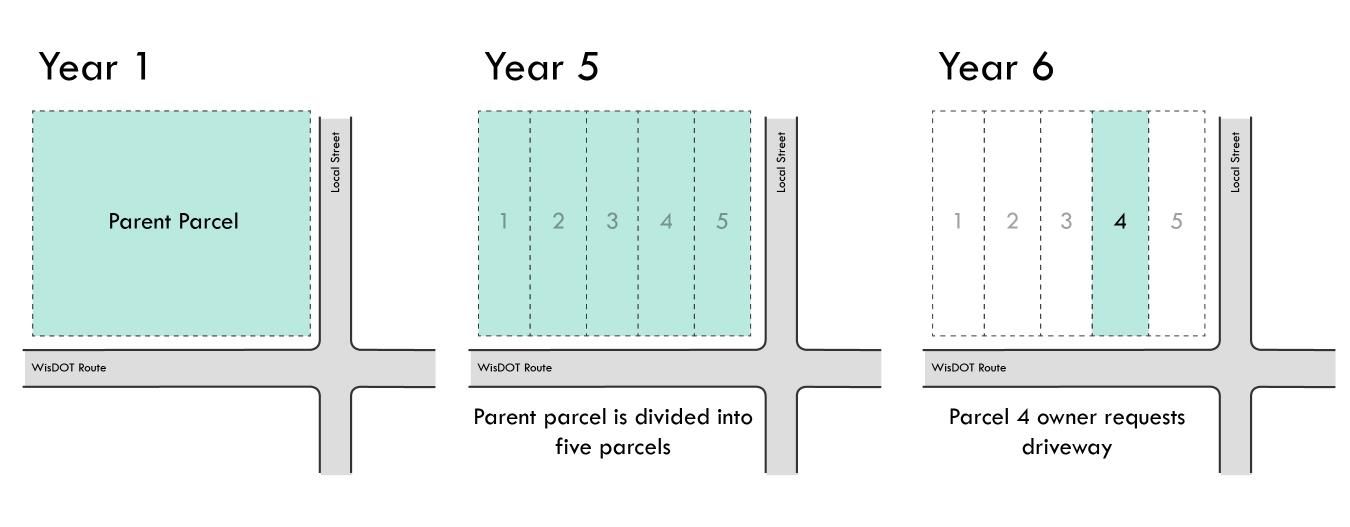 Year 1
Parent Parcel
Local Street
WisDOT Route
Year 5
1 2 3 4 5
Local Street
WisDOT Route
Parent parcel is divided into
five parcels
Year 6
1 2 3 4 5
Local Street
WisDOT Route
Parcel 4 owner requests
driveway